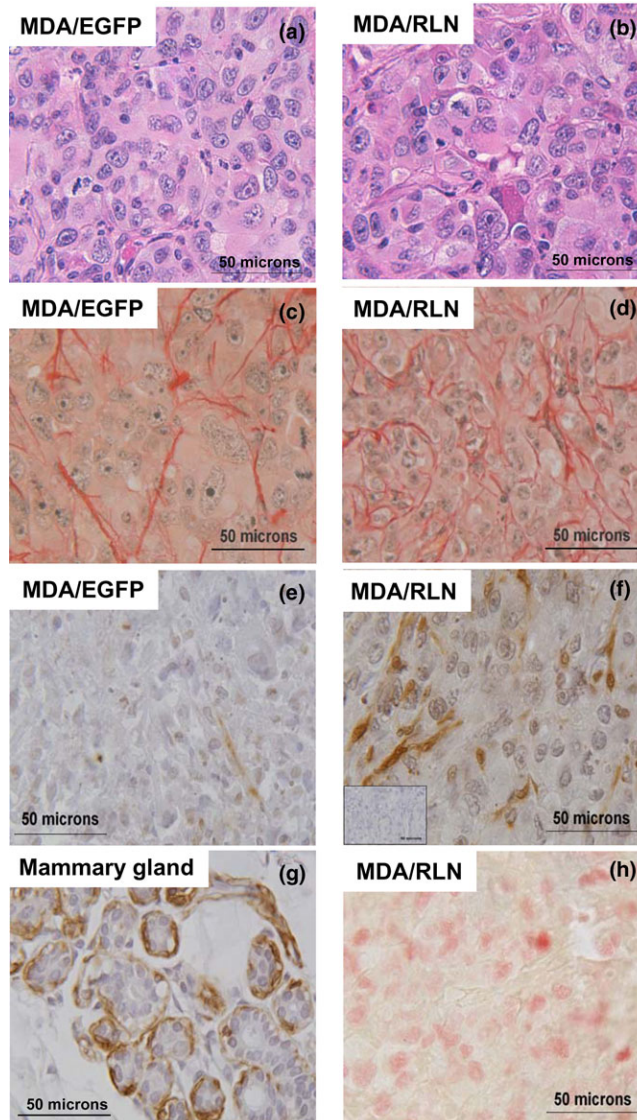 MDA/EGFP (a)
50 microns
MDA/RLN (b)
50 microns
MDA/EGFP (c)
50 microns
MDA/RLN (d)
50 microns
MDA/EGFP (e)
50 microns
MDA/RLN (f)
50 microns
Mammary gland (g)
50 microns
MDA/RLN (h)
50 microns